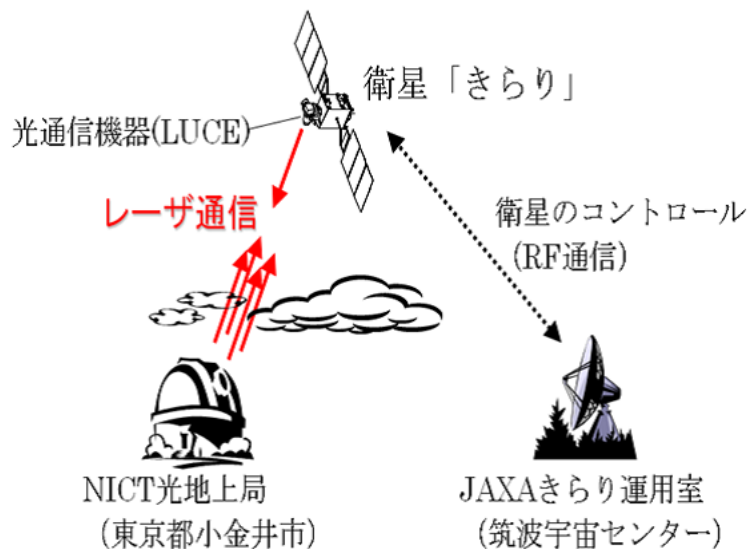 衛星「きらり」
光通信機器(LUCE)
レーザ通信
衛星のコントロール
(RF通信)
NICT光地上局
(東京都小金井市)
JAXAきらり運用室
(筑波宇宙センター)